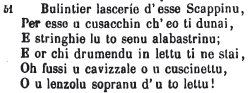 51 Bulintier lascerie d'esse Scappinu,
Per esse u cusacchin ch'eo ti dunai,
E stringhie lu to senu alabastrinu;
E or chi drumendu in lettu ti ne stai,
Oh fussi u cavizzale o u cuscinettu,
O u lenzolu sopranu d'u to lettu!